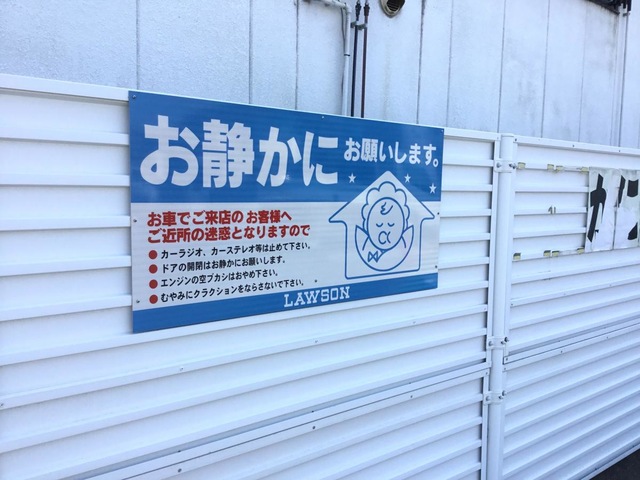 お静かに お願いします。
お車でご来店の お客様へ
ご近所の迷惑となりますので
● カーラジオ、カーステレオ等は止めて下さい。
● ドアの開閉はお静かにお願いします。
● エンジンの空ブカシはおやめ下さい。
● むやみにクラクションをならさないで下さい。
LAWSON